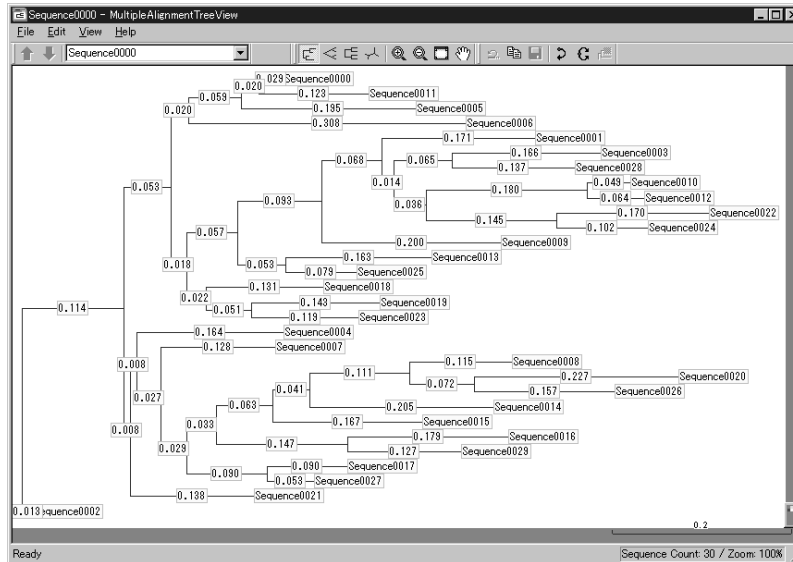 Sequence0000 - MultipleAlignmentTreeView
File Edit View Help
Sequence0000
0.029 Sequence0000
0.020
0.123 Sequence0011
0.059
0.195 Sequence0005
0.020
0.308 Sequence0006
0.171 Sequence0001
0.166 Sequence0003
0.068 0.065
0.137 Sequence0028
0.014 0.049 Sequence0010
0.053 0.180
0.093 0.064 Sequence0012
0.036
0.170 Sequence0022
0.145
0.102 Sequence0024
0.057
0.200 Sequence0009
0.163 Sequence0013
0.018 0.053
0.079 Sequence0025
0.131 Sequence0018
0.022
0.143 Sequence0019
0.114 0.051
0.119 Sequence0023
0.164 Sequence0004
0.128 Sequence0007
0.008 0.115 Sequence0008
0.111
0.227 Sequence0020
0.041 0.072
0.027 0.157 Sequence0026
0.063
0.205 Sequence0014
0.033 0.167 Sequence0015
0.008
0.179 Sequence0016
0.029 0.147
0.127 Sequence0029
0.090 Sequence0017
0.090
0.053 Sequence0027
0.138 Sequence0021
0.013 equence0002
0.2
Ready Sequence Count: 30 / Zoom: 100%